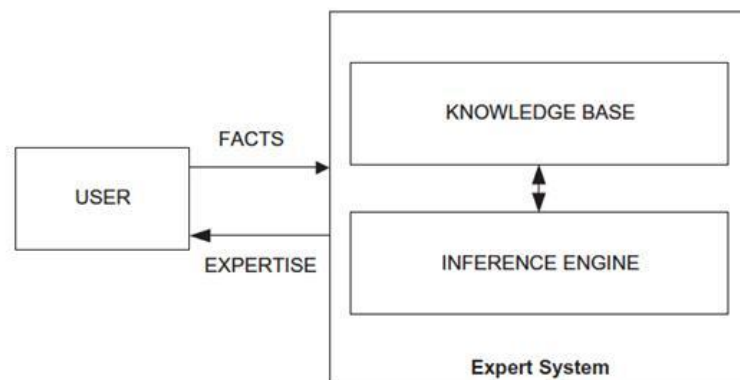 KNOWLEDGE BASE
FACTS
USER
EXPERTISE
INFERENCE ENGINE
Expert System